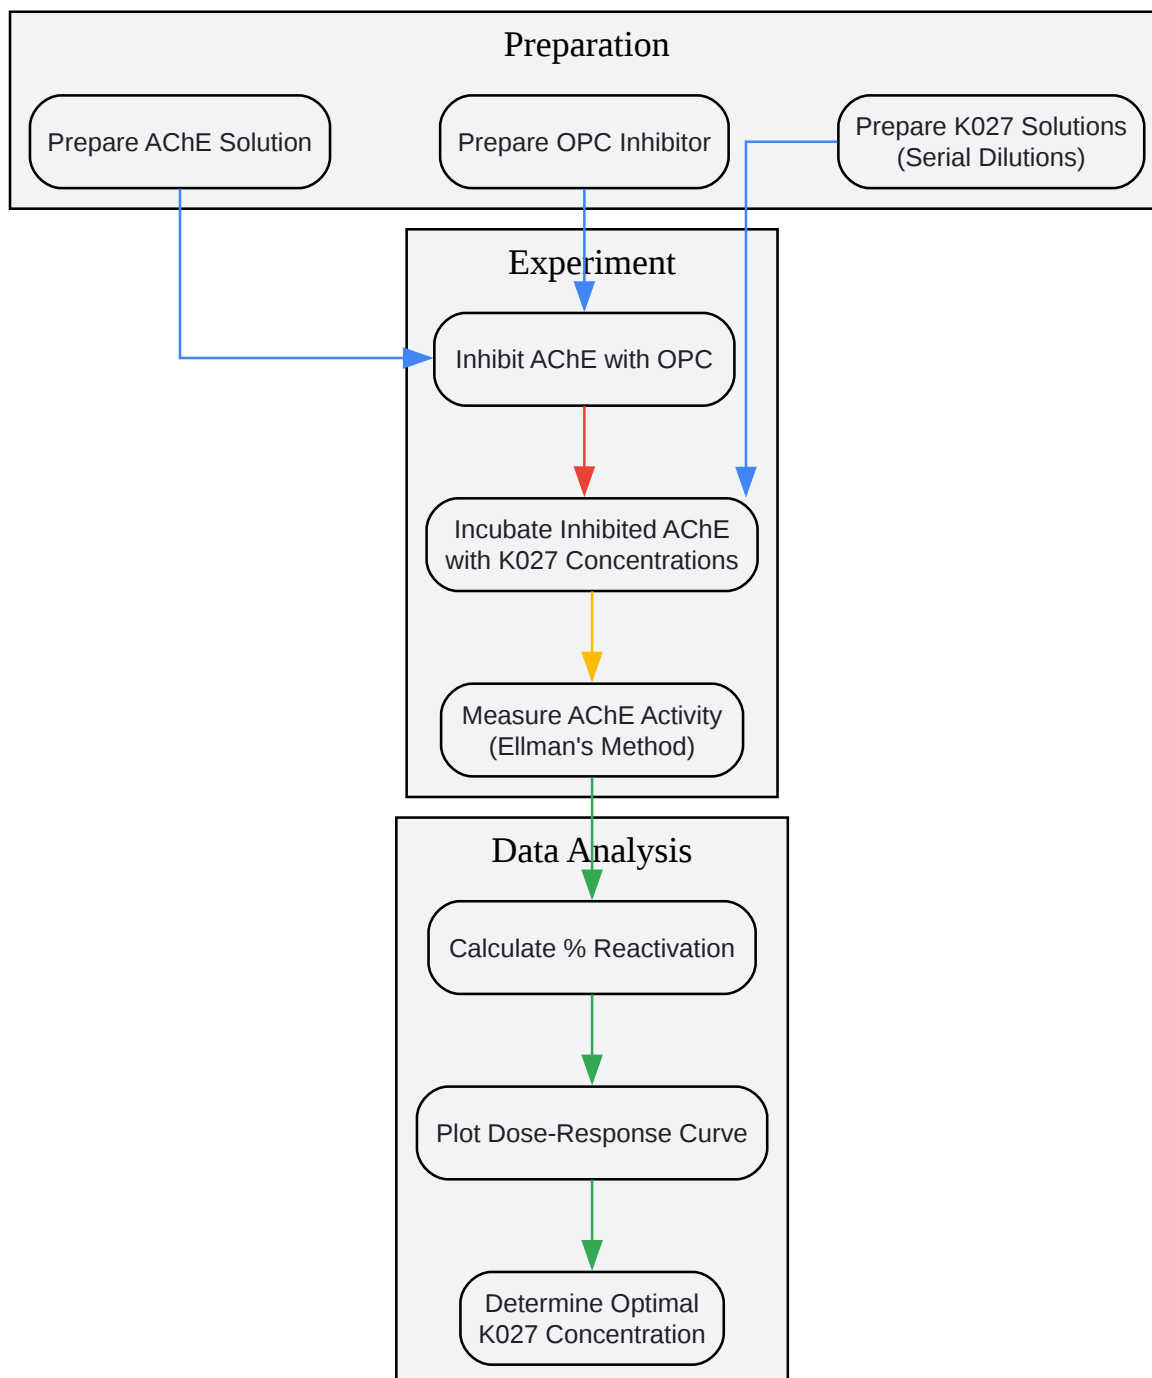 Preparation
Prepare AChE Solution
Prepare OPC Inhibitor
Prepare K027 Solutions
(Serial Dilutions)
Experiment
Inhibit AChE with OPC
Incubate Inhibited AChE
with K027 Concentrations
Measure AChE Activity
(Ellman's Method)
Data Analysis
Calculate % Reactivation
Plot Dose-Response Curve
Determine Optimal
K027 Concentration